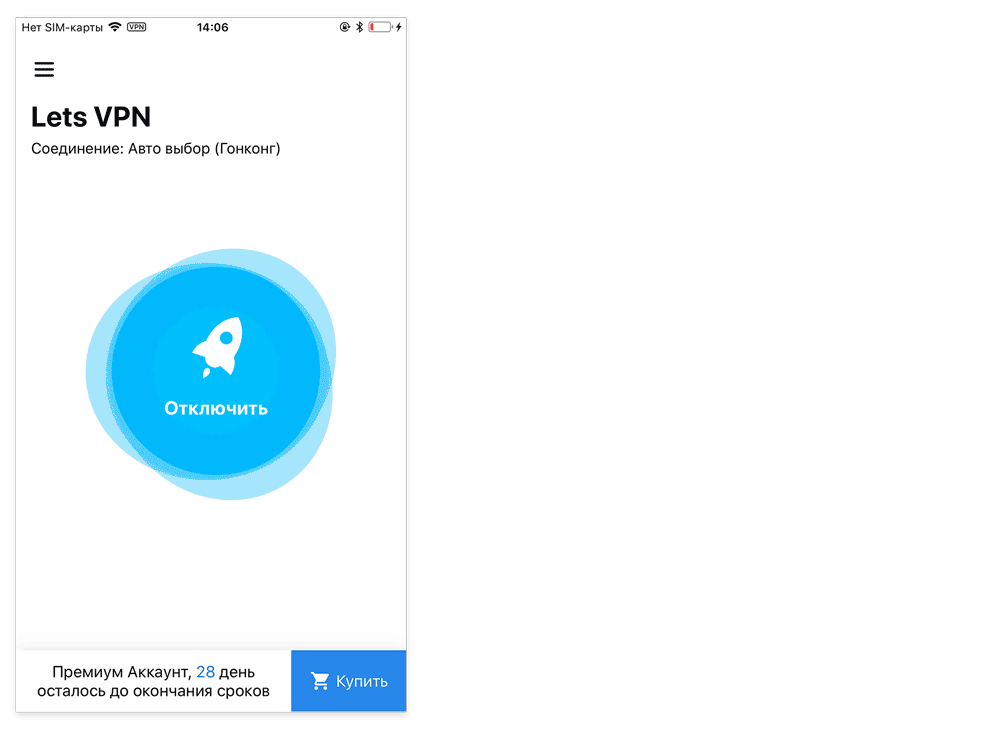 Нет SIM-карты VPN 14:06
Lets VPN
Соединение: Авто выбор (Гонконг)
Отключить
Премиум Аккаунт, 28 день
осталось до окончания сроков
Купить